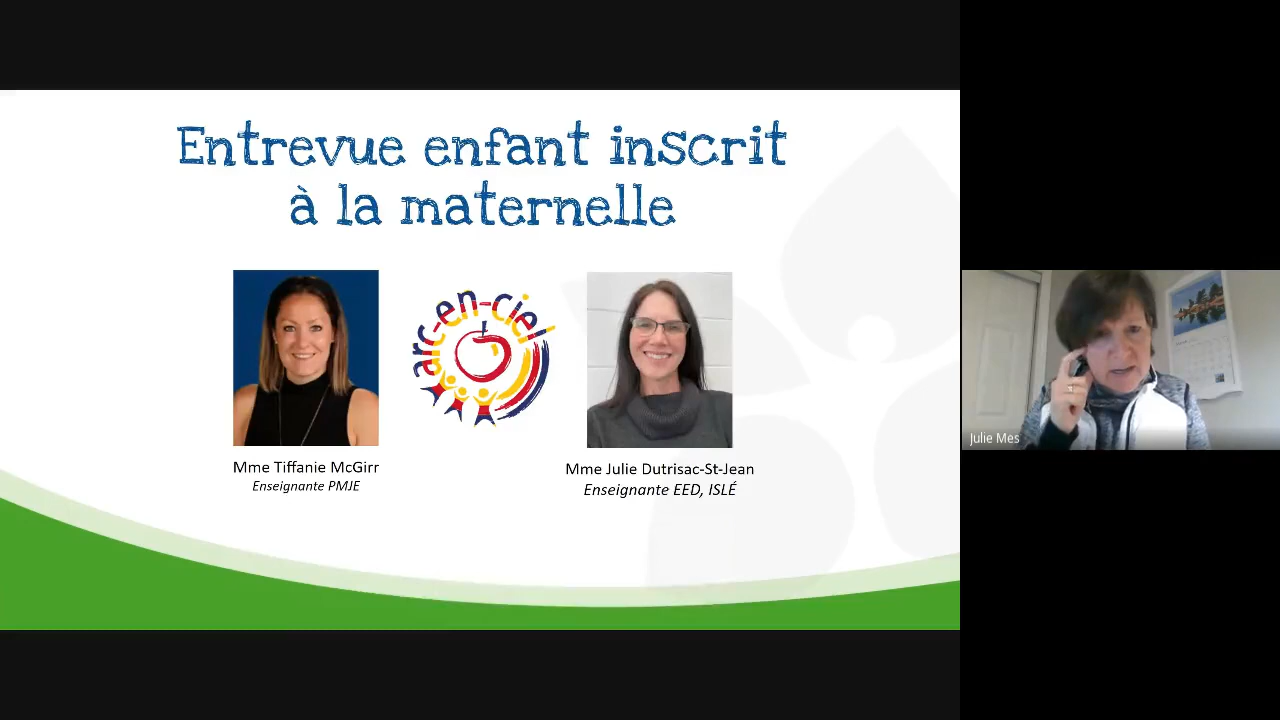 Entrevue enfant inscrit
à la maternelle
arc-en-ciel
Mme Tiffanie McGirr
Enseignante PMJE
Mme Julie Dutrisac-St-Jean
Enseignante EED, ISLÉ
Julie Mes